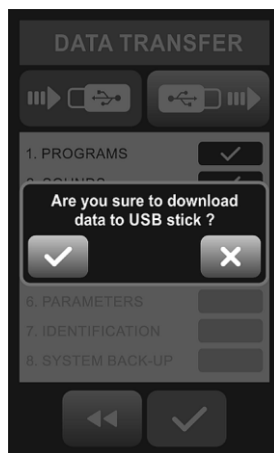 DATA TRANSFER
1. PROGRAMS
Are you sure to download
data to USB stick ?
6. PARAMETERS
7. IDENTIFICATION
8. SYSTEM BACK-UP